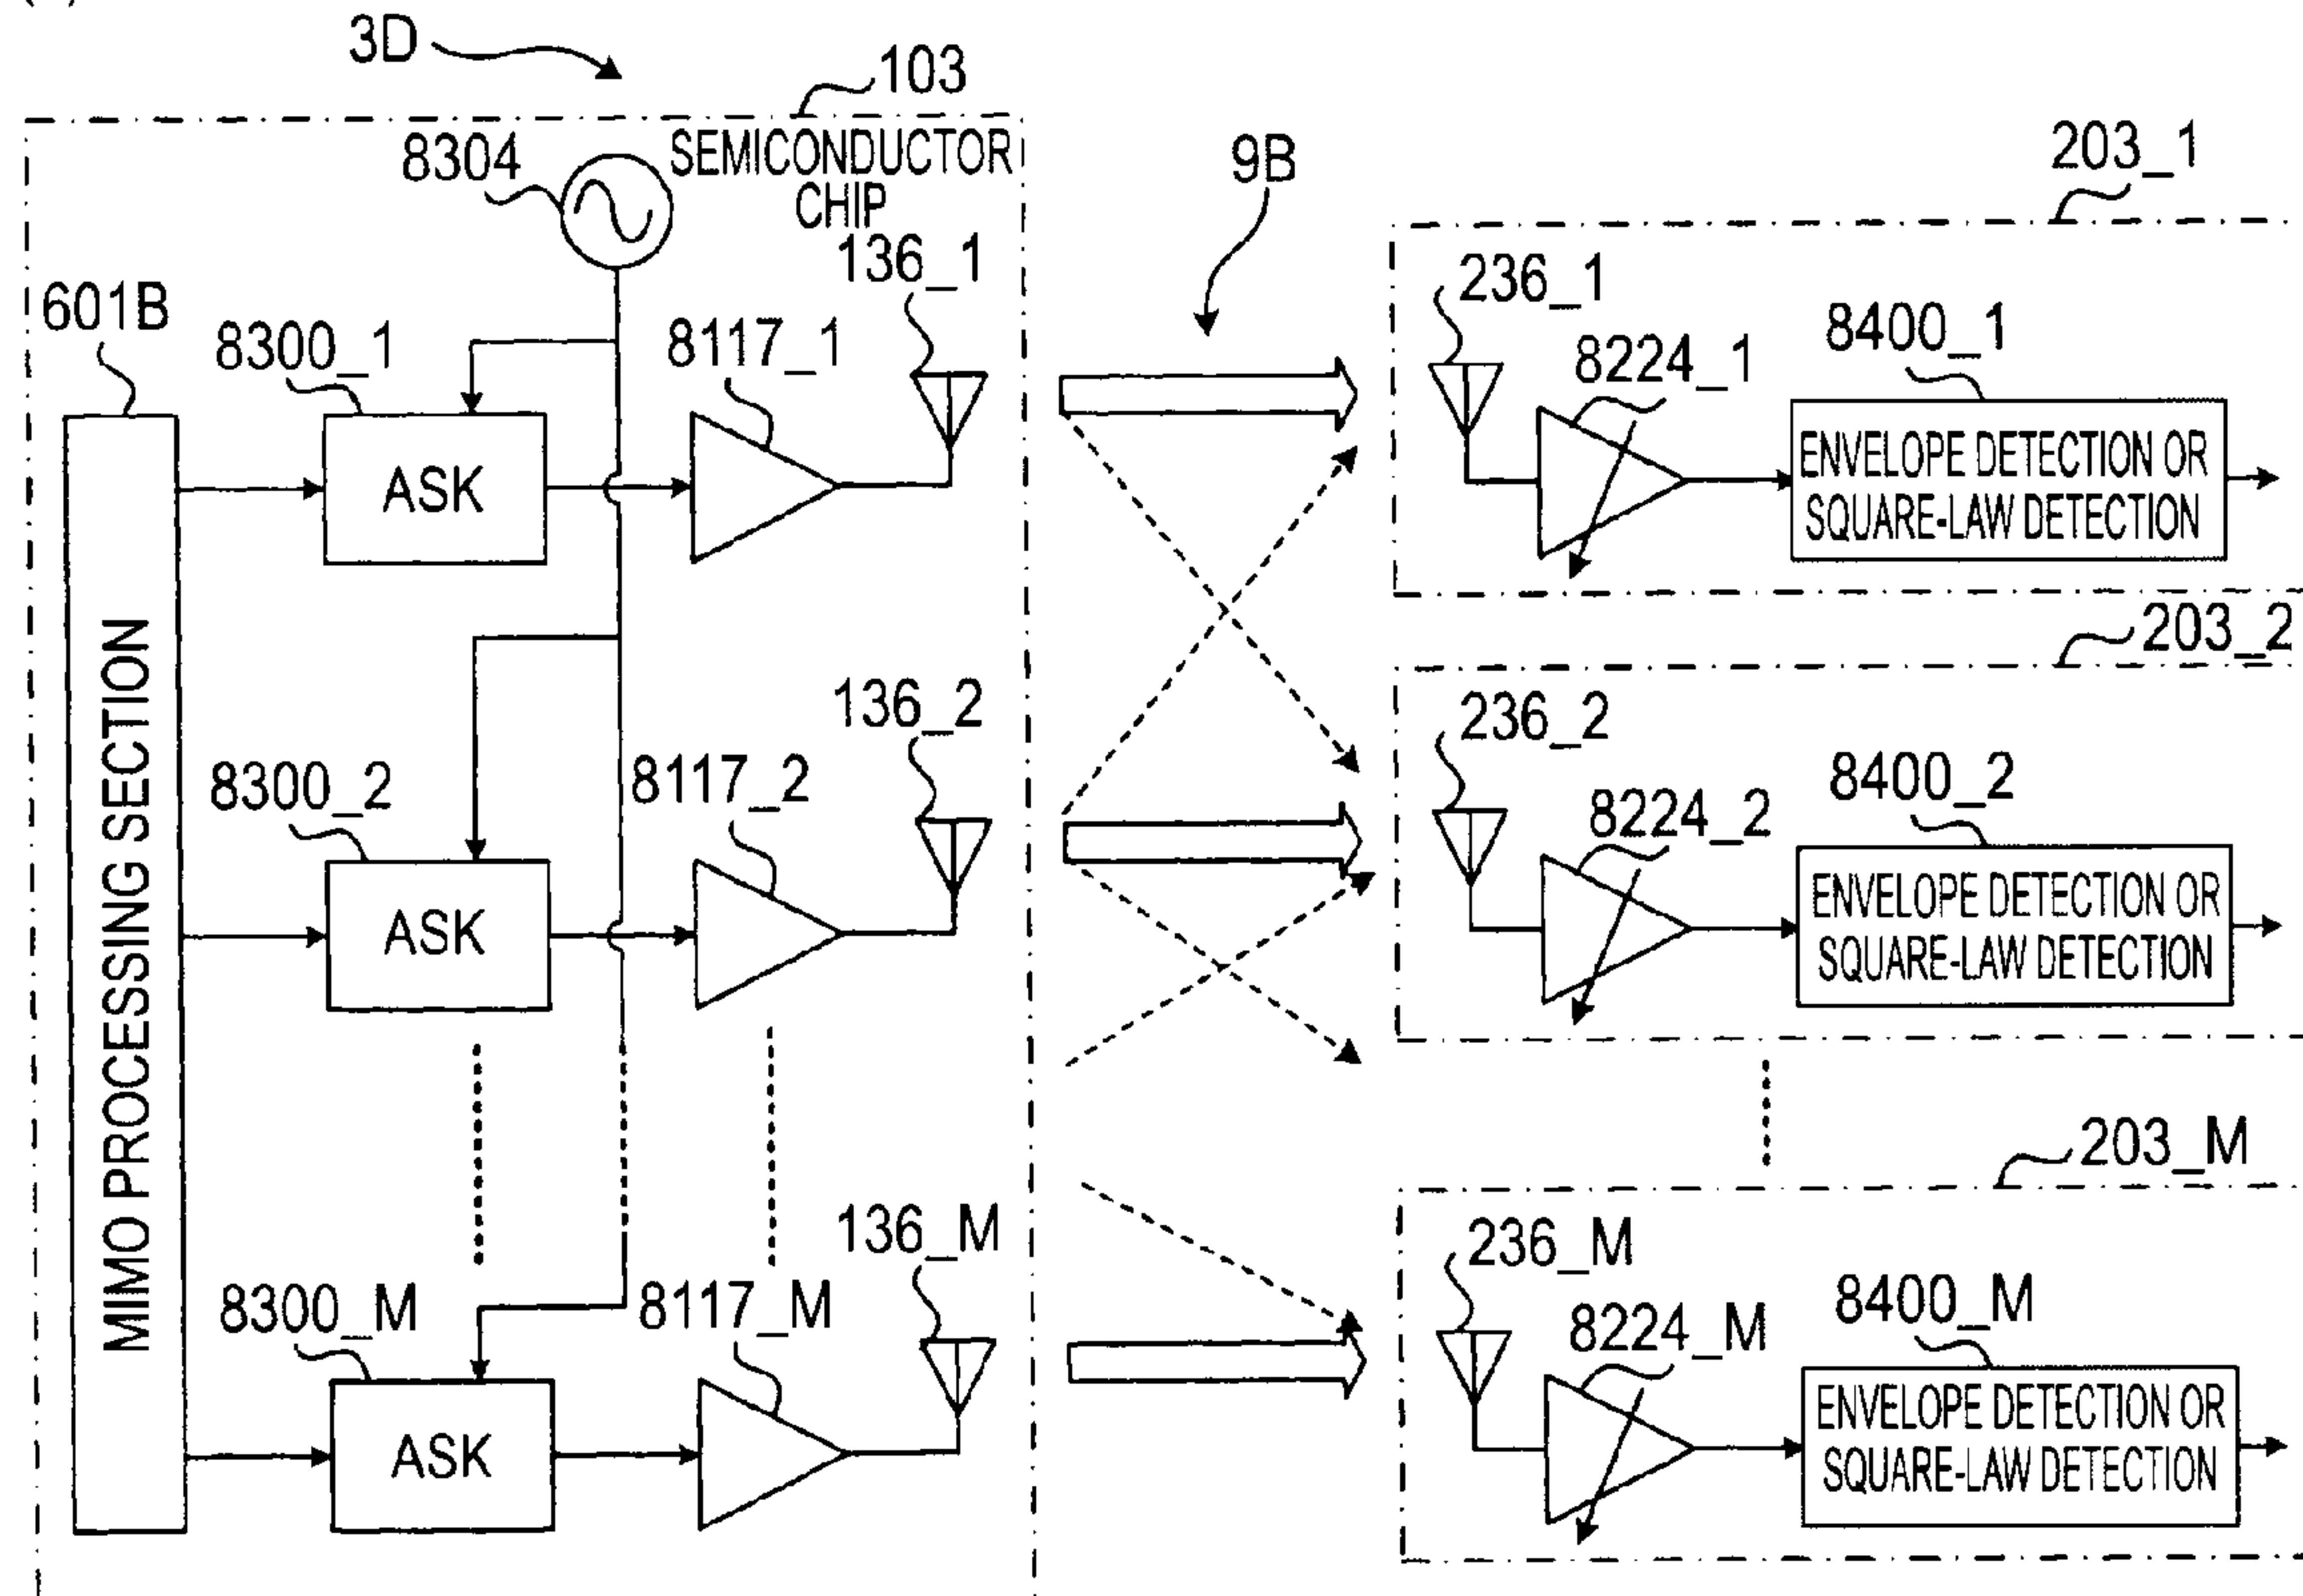 3D
103
8304
SEMICONDUCTOR
CHIP
9B
203_1
136_1
236_1
601B
8300_1
8117_1
8224_1
8400_1
ASK
ENVELOPE DETECTION OR
SQUARE-LAW DETECTION
203_2
MIMO PROCESSING SECTION
136_2
236_2
8300_2
8117_2
8224_2
8400_2
ASK
ENVELOPE DETECTION OR
SQUARE-LAW DETECTION
203_M
136_M
236_M
8300_M
8117_M
8224_M
8400_M
ASK
ENVELOPE DETECTION OR
SQUARE-LAW DETECTION